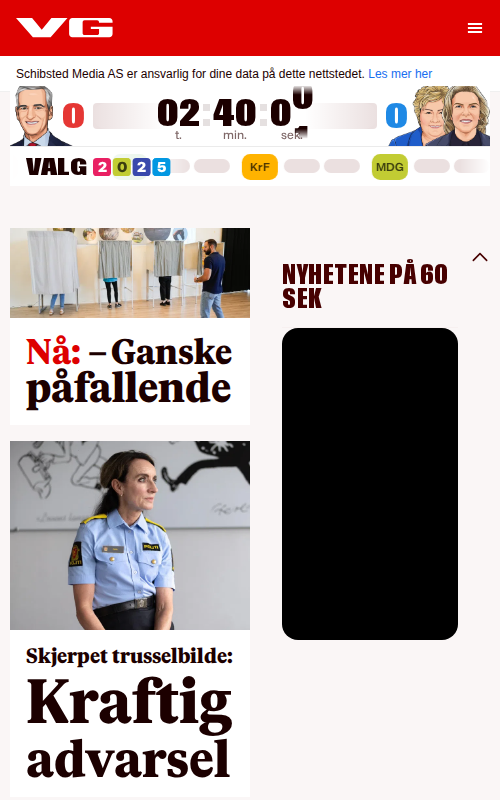 VG
Schibsted Media AS er ansvarlig for dine data på dette nettstedet. Les mer her
0 02:40:0 0
t. min. sek.
VALG 2025 KrF MDG
NYHETENE PÅ 60
SEK
Nå: – Ganske
påfallende
POLITI
Skjerpet trusselbilde:
Kraftig
advarsel